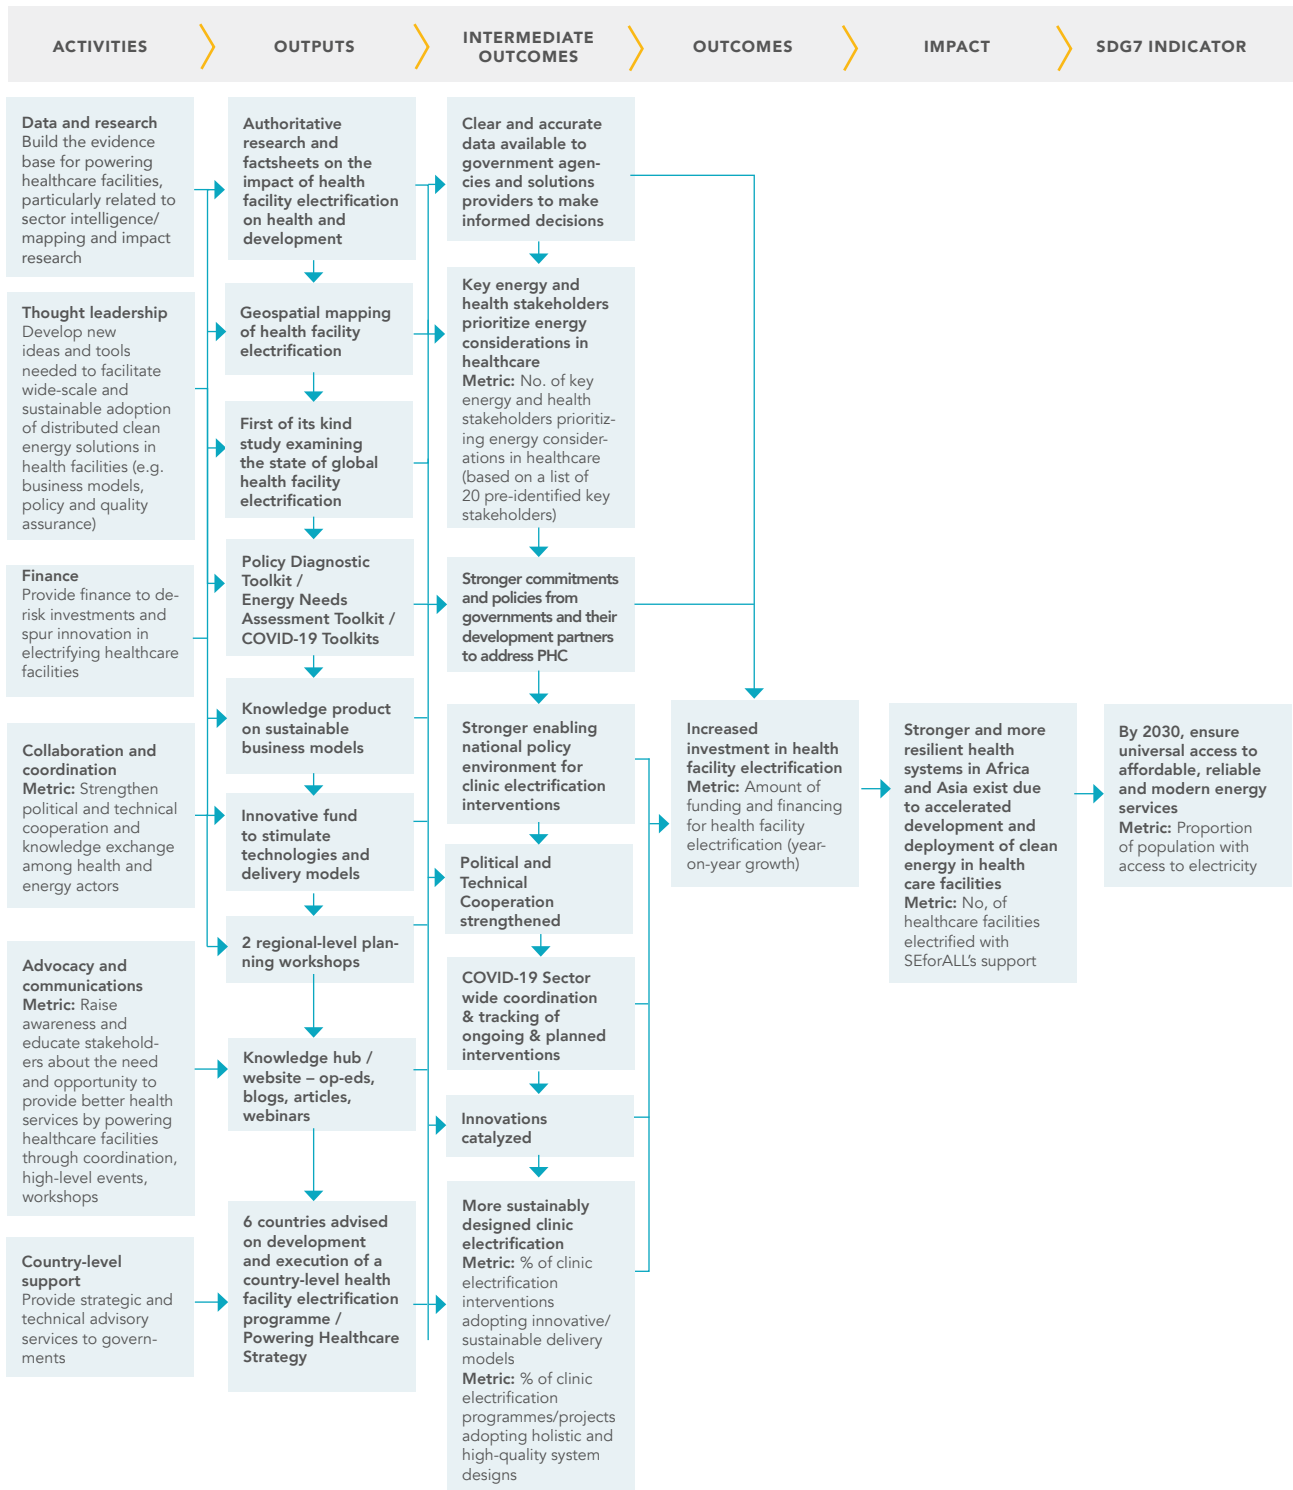 ACTIVITIES
OUTPUTS
INTERMEDIATE
OUTCOMES
OUTCOMES
IMPACT
SDG7 INDICATOR
Data and research
Build the evidence
base for powering
healthcare facilities,
particularly related to
sector intelligence/
mapping and impact
research
Thought leadership
Develop new
ideas and tools
needed to facilitate
wide-scale and
sustainable adoption
of distributed clean
energy solutions in
health facilities (e.g.
business models,
policy and quality
assurance)
Finance
Provide finance to de-
risk investments and
spur innovation in
electrifying healthcare
facilities
Collaboration and
coordination
Metric: Strengthen
political and technical
cooperation and
knowledge exchange
among health and
energy actors
Advocacy and
communications
Metric: Raise
awareness and
educate stakehold-
ers about the need
and opportunity to
provide better health
services by powering
healthcare facilities
through coordination,
high-level events,
workshops
Country-level
support
Provide strategic and
technical advisory
services to govern-
ments
Authoritative
research and
factsheets on the
impact of health
facility electrification
on health and
development
Geospatial mapping
of health facility
electrification
First of its kind
study examining
the state of global
health facility
electrification
Policy Diagnostic
Toolkit /
Energy Needs
Assessment Toolkit /
COVID-19 Toolkits
Knowledge product
on sustainable
business models
Innovative fund
to stimulate
technologies and
delivery models
2 regional-level plan-
ning workshops
Knowledge hub /
website – op-eds,
blogs, articles,
webinars
6 countries advised
on development
and execution of a
country-level health
facility electrification
programme /
Powering Healthcare
Strategy
Clear and accurate
data available to
government agen-
cies and solutions
providers to make
informed decisions
Key energy and
health stakeholders
prioritize energy
considerations in
healthcare
Metric: No. of key
energy and health
stakeholders prioritiz-
ing energy consider-
ations in healthcare
(based on a list of
20 pre-identified key
stakeholders)
Stronger commitments
and policies from
governments and their
development partners
to address PHC
Stronger enabling
national policy
environment for
clinic electrification
interventions
Political and
Technical
Cooperation
strengthened
COVID-19 Sector
wide coordination
& tracking of
ongoing & planned
interventions
Innovations
catalyzed
More sustainably
designed clinic
electrification
Metric: % of clinic
electrification
interventions
adopting innovative/
sustainable delivery
models
Metric: % of clinic
electrification
programmes/projects
adopting holistic and
high-quality system
designs
Increased
investment in health
facility electrification
Metric: Amount of
funding and financing
for health facility
electrification (year-
on-year growth)
Stronger and more
resilient health
systems in Africa
and Asia exist due
to accelerated
development and
deployment of clean
energy in health
care facilities
Metric: No, of
healthcare facilities
electrified with
SEforALL's support
By 2030, ensure
universal access to
affordable, reliable
and modern energy
services
Metric: Proportion
of population with
access to electricity